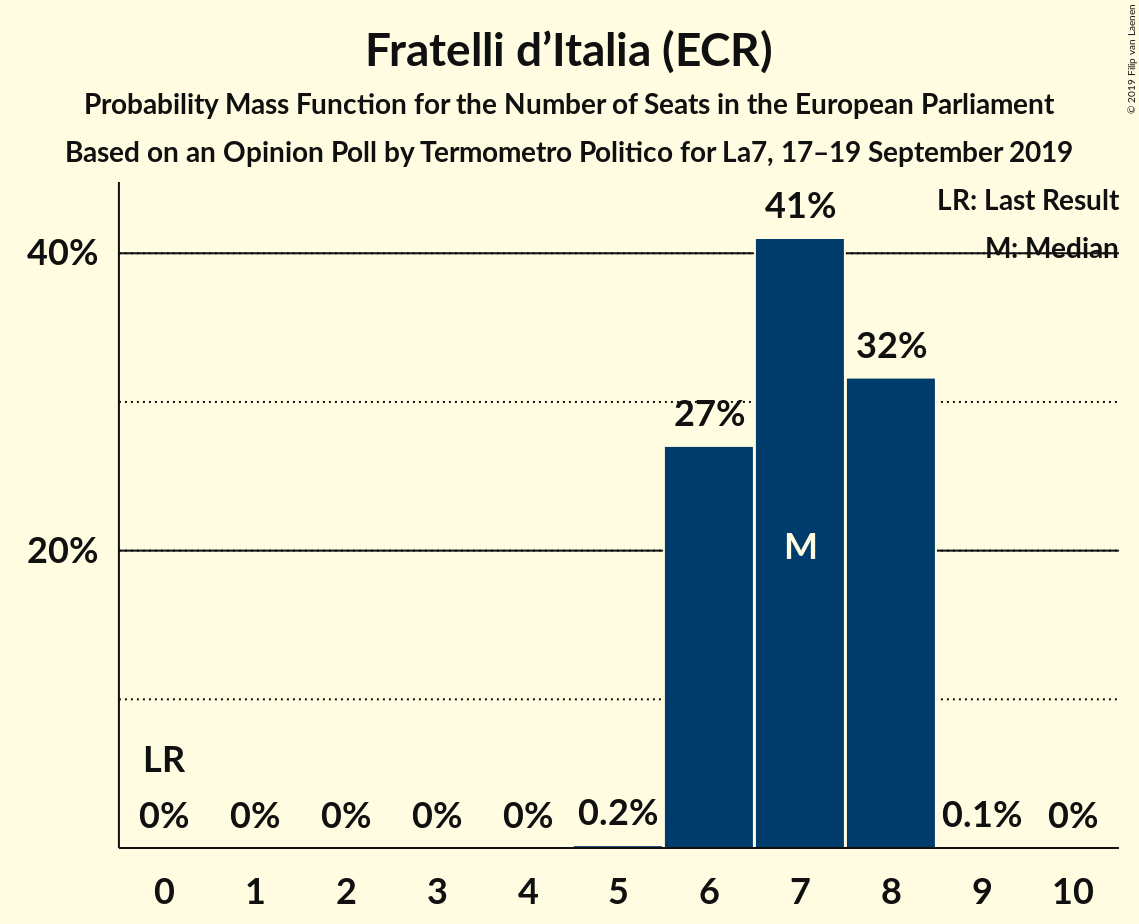 Fratelli d’Italia (ECR)
Probability Mass Function for the Number of Seats in the European Parliament
Based on an Opinion Poll by Termometro Politico for La7, 17–19 September 2019
© 2019 Filip van Laenen
LR: Last Result
M: Median
40%
20%
41%
32%
27%
M
LR
0%
0%
0%
0%
0%
0.2%
0.1%
0%
0 1 2 3 4 5 6 7 8 9 10